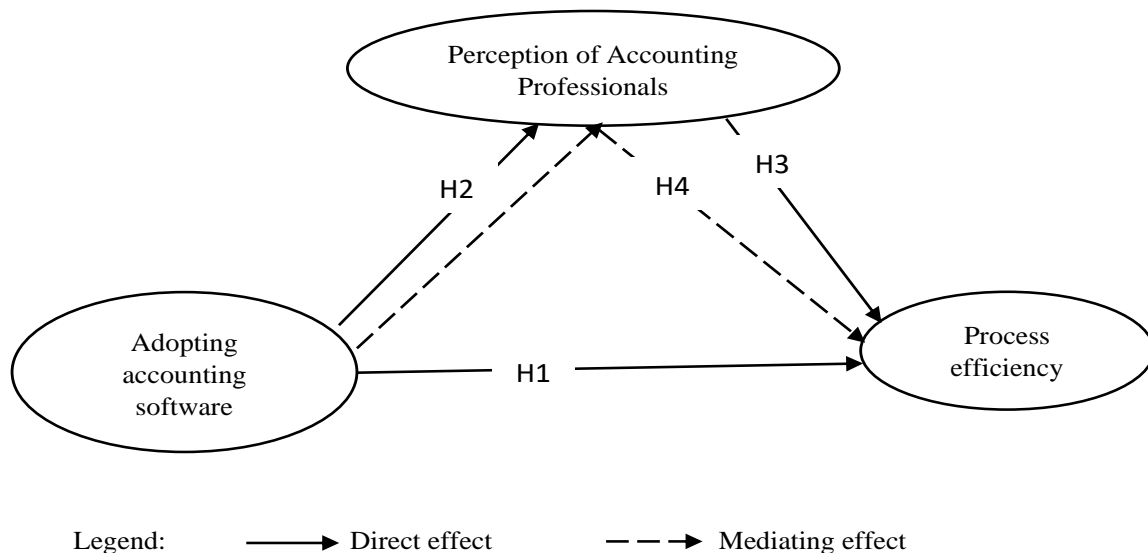 Perception of Accounting
Professionals
H2
H4
H3
Adopting
accounting
software
H1
Process
efficiency
Legend:
Direct effect
Mediating effect